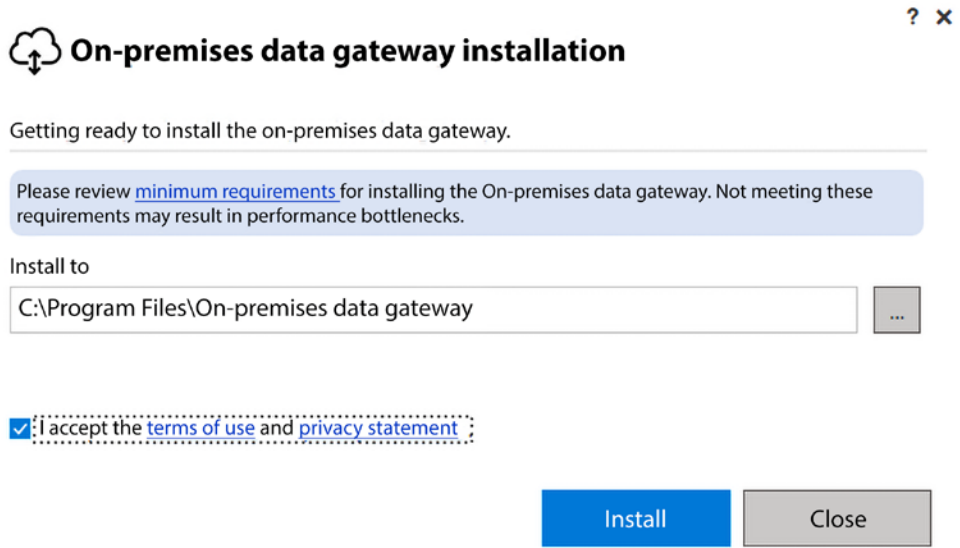 ? ×
On-premises data gateway installation
Getting ready to install the on-premises data gateway.
Please review minimum requirements for installing the On-premises data gateway. Not meeting these
requirements may result in performance bottlenecks.
Install to
C:\Program Files\On-premises data gateway
...
I accept the terms of use and privacy statement
Install
Close